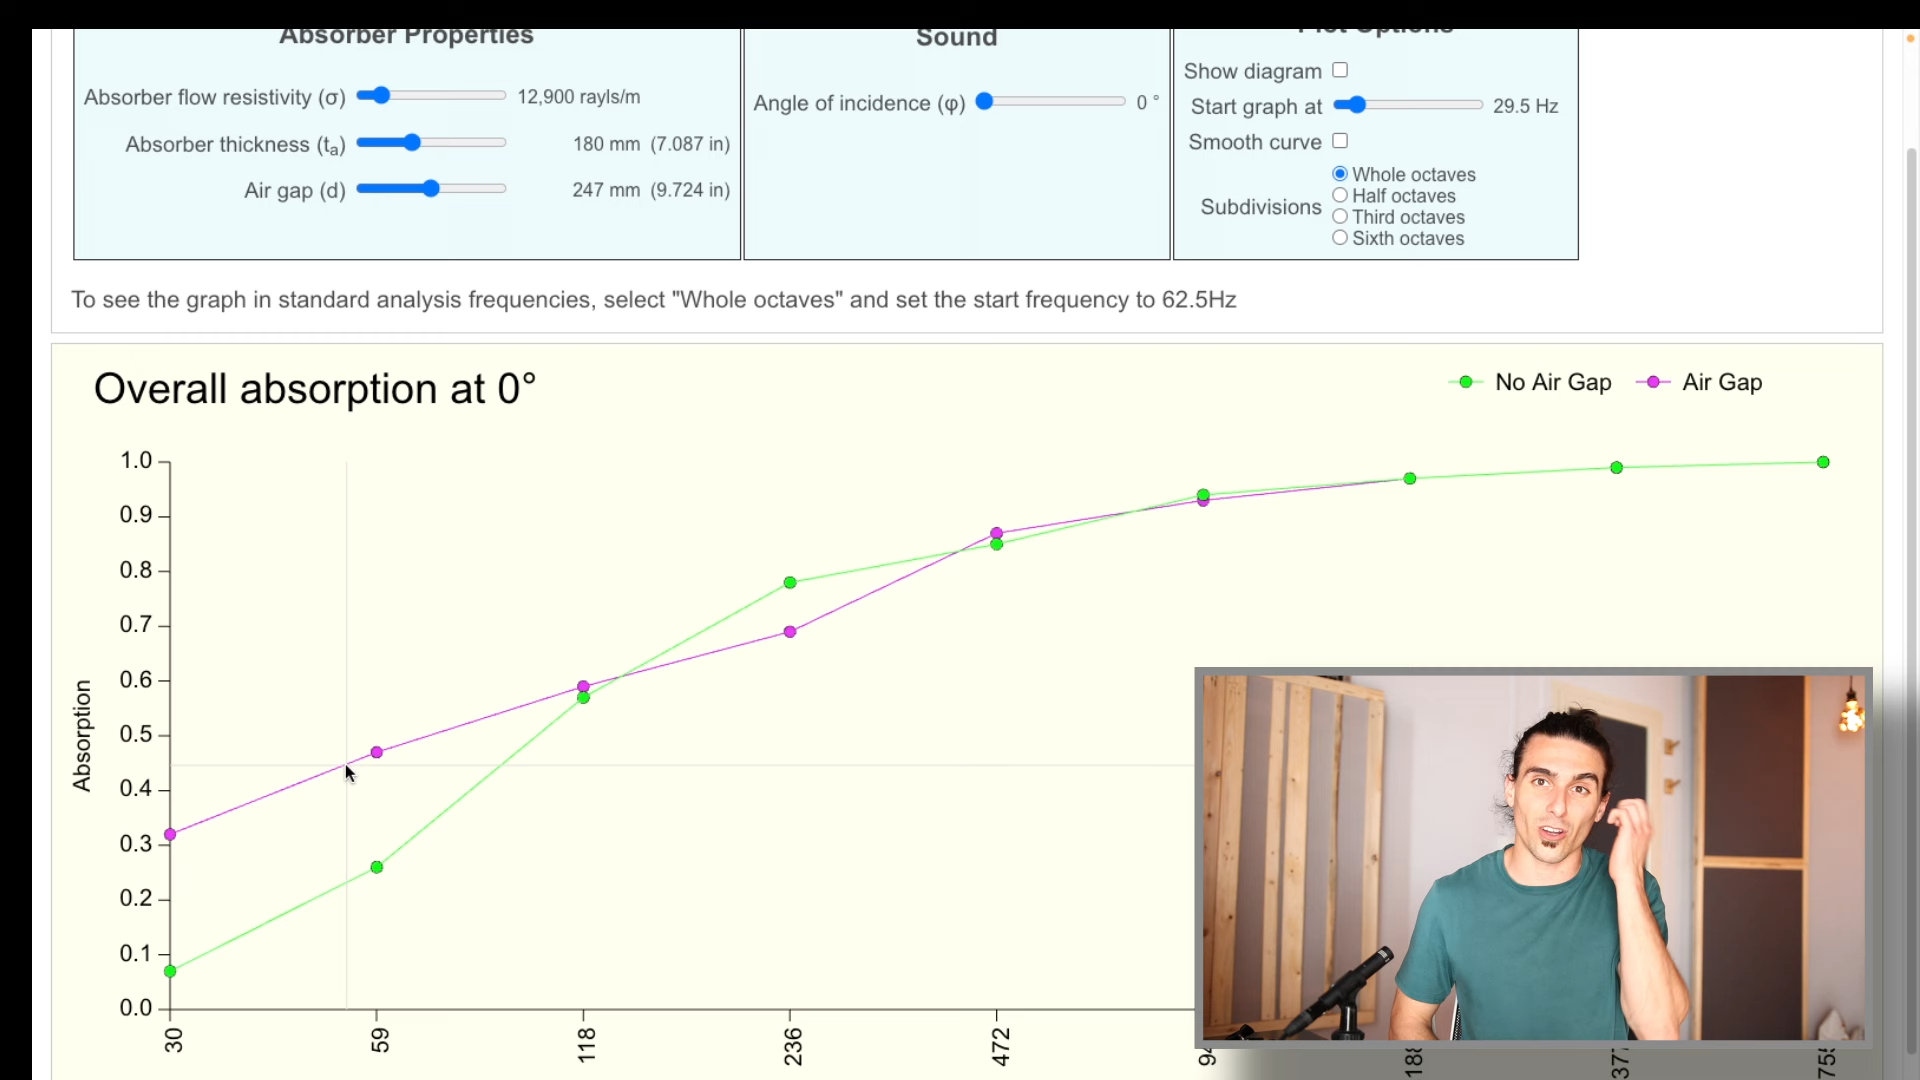 Absorber Properties
Absorber flow resistivity (σ) 12,900 rayls/m
Absorber thickness (ta) 180 mm (7.087 in)
Air gap (d) 247 mm (9.724 in)
Sound
Angle of incidence (φ) 0 °
Plot Options
Show diagram
Start graph at 29.5 Hz
Smooth curve
Subdivisions
Whole octaves
Half octaves
Third octaves
Sixth octaves
To see the graph in standard analysis frequencies, select "Whole octaves" and set the start frequency to 62.5Hz
Overall absorption at 0°
No Air Gap Air Gap
Absorption
1.0
0.9
0.8
0.7
0.6
0.5
0.4
0.3
0.2
0.1
0.0
30 59 118 236 472